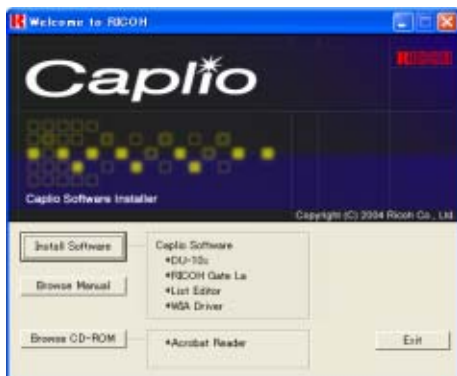 Welcome to RICOH
RICOH
Caplio
Caplio Software Installer
Copyright (C) 2004 Ricoh Co., Ltd
Install Software
Browse Manual
Browse CD-ROM
Caplio Software
*DU-10x
*RICOH Gate La
*List Editor
*WIA Driver
*Acrobat Reader
Exit